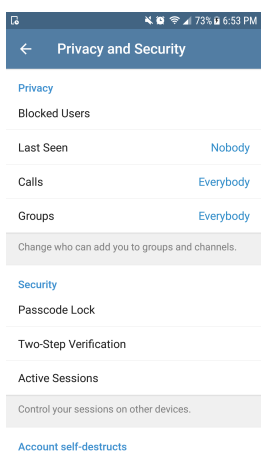 73% 6:53 PM
Privacy and Security
Privacy
Blocked Users
Last Seen Nobody
Calls Everybody
Groups Everybody
Change who can add you to groups and channels.
Security
Passcode Lock
Two-Step Verification
Active Sessions
Control your sessions on other devices.
Account self-destructs